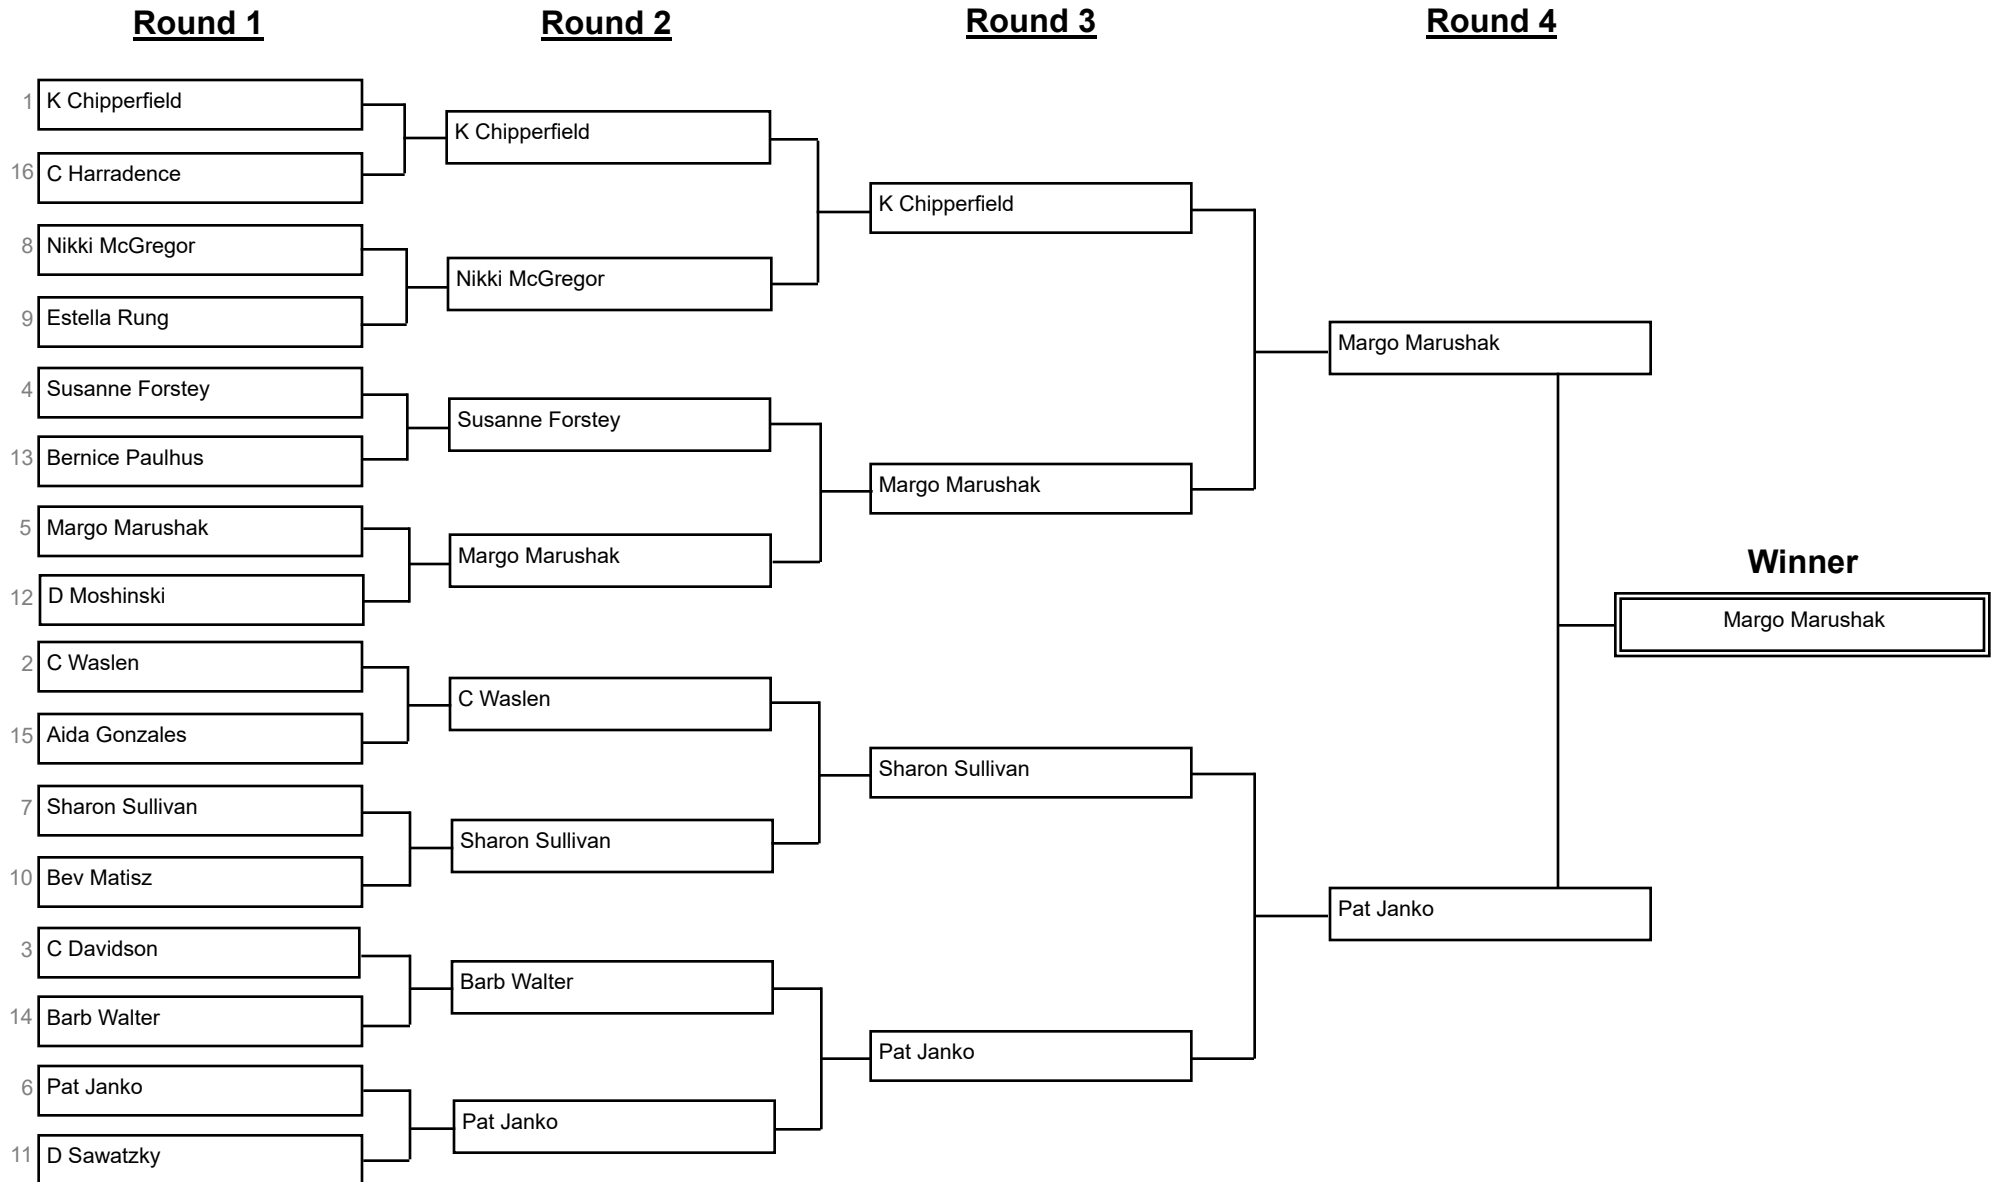 Round 1 Round 2 Round 3 Round 4
1 K Chipperfield
K Chipperfield
16 C Harradence
K Chipperfield
8 Nikki McGregor
Nikki McGregor
9 Estella Rung
Margo Marushak
4 Susanne Forstey
Susanne Forstey
13 Bernice Paulhus
Margo Marushak
5 Margo Marushak
Margo Marushak
Winner
12 D Moshinski
Margo Marushak
2 C Waslen
C Waslen
15 Aida Gonzales
Sharon Sullivan
7 Sharon Sullivan
Sharon Sullivan
10 Bev Matisz
Pat Janko
3 C Davidson
Barb Walter
14 Barb Walter
Pat Janko
6 Pat Janko
Pat Janko
11 D Sawatzky